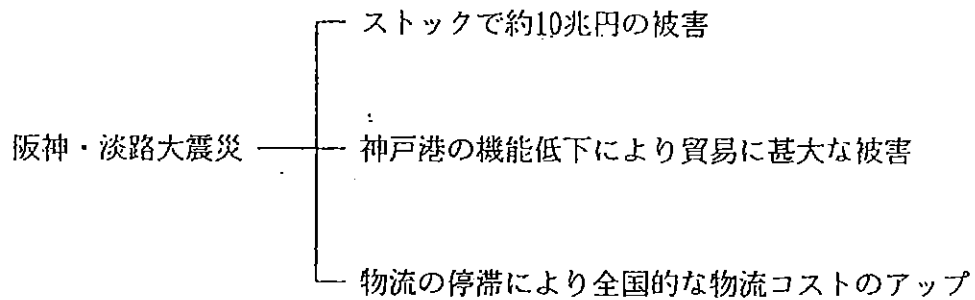 ストックで約10兆円の被害
阪神・淡路大震災
神戸港の機能低下により貿易に甚大な被害
物流の停滞により全国的な物流コストのアップ